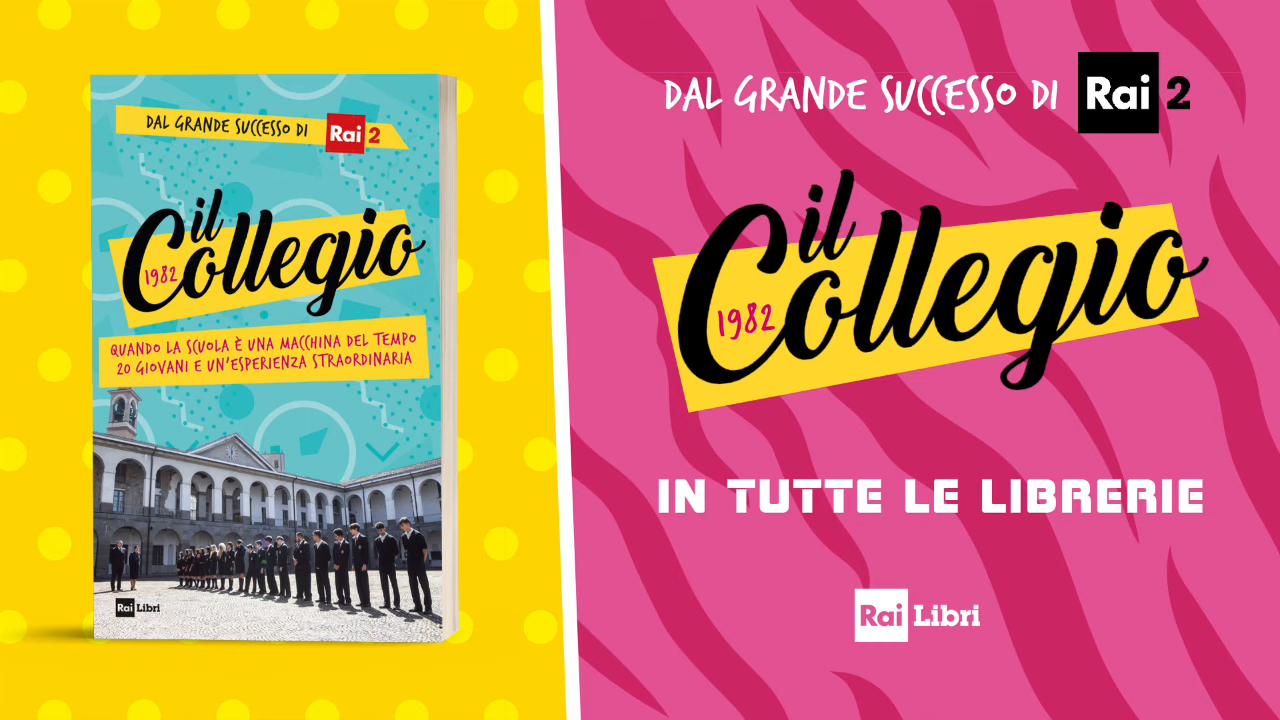 DAL GRANDE SUCCESSO DI Rai 2
il
Collegio
1982
QUANDO LA SCUOLA È UNA MACCHINA DEL TEMPO
20 GIOVANI E UN'ESPERIENZA STRAORDINARIA
Rai Libri
DAL GRANDE SUCCESSO DI Rai 2
il
Collegio
1982
IN TUTTE LE LIBRERIE
Rai Libri